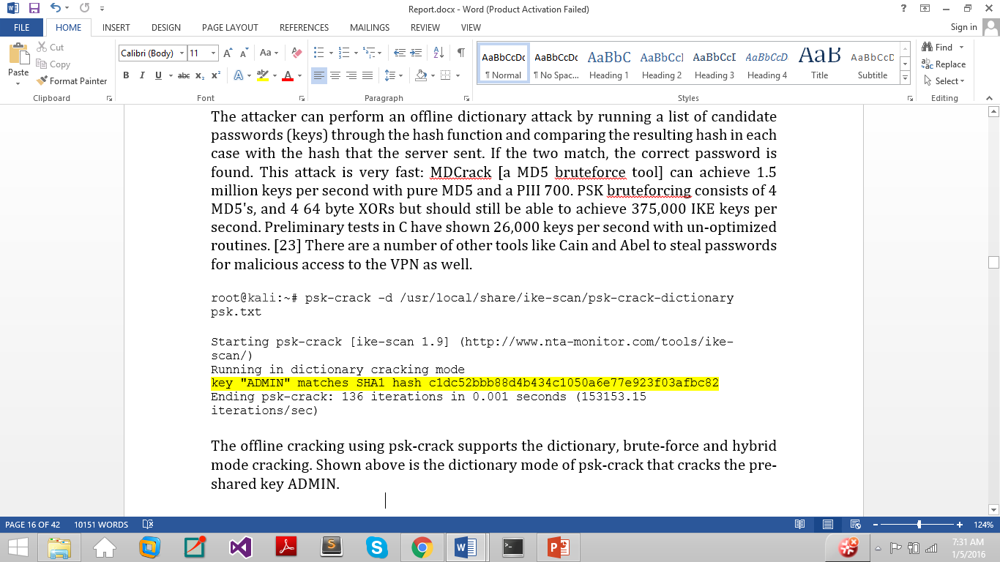 Report.docx - Word (Product Activation Failed)
FILE HOME INSERT DESIGN PAGE LAYOUT REFERENCES MAILINGS REVIEW VIEW Sign in
Paste
Cut
Copy
Format Painter
Clipboard
Calibri (Body) 11
Font
Paragraph
AaBbCcDc AaBbCcDc AaBbC AaBbCcI AaBbCcI AaBbCcD AaB AaBbCcD
¶ Normal ¶ No Spac... Heading 1 Heading 2 Heading 3 Heading 4 Title Subtitle
Styles
Find
Replace
Select
Editing
The attacker can perform an offline dictionary attack by running a list of candidate
passwords (keys) through the hash function and comparing the resulting hash in each
case with the hash that the server sent. If the two match, the correct password is
found. This attack is very fast: MDCrack [a MD5 bruteforce tool] can achieve 1.5
million keys per second with pure MD5 and a PIII 700. PSK bruteforcing consists of 4
MD5's, and 4 64 byte XORs but should still be able to achieve 375,000 IKE keys per
second. Preliminary tests in C have shown 26,000 keys per second with un-optimized
routines. [23] There are a number of other tools like Cain and Abel to steal passwords
for malicious access to the VPN as well.
root@kali:~# psk-crack -d /usr/local/share/ike-scan/psk-crack-dictionary
psk.txt
Starting psk-crack [ike-scan 1.9] (http://www.nta-monitor.com/tools/ike-
scan/)
Running in dictionary cracking mode
key "ADMIN" matches SHA1 hash c1dc52bbb88d4b434c1050a6e77e923f03afbc82
Ending psk-crack: 136 iterations in 0.001 seconds (153153.15
iterations/sec)
The offline cracking using psk-crack supports the dictionary, brute-force and hybrid
mode cracking. Shown above is the dictionary mode of psk-crack that cracks the pre-
shared key ADMIN.
PAGE 16 OF 42 10151 WORDS 124%
7:31 AM
1/5/2016